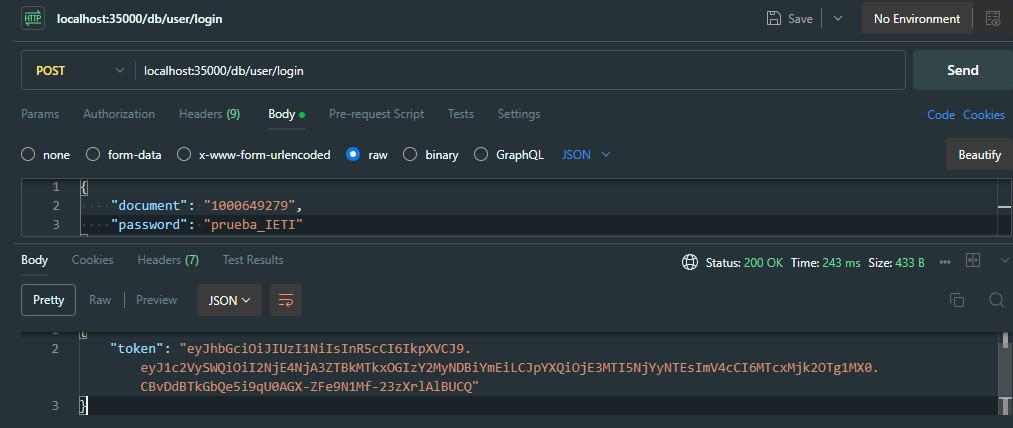 HTTP localhost:35000/db/user/login Save No Environment
POST localhost:35000/db/user/login Send
Params Authorization Headers (9) Body Pre-request Script Tests Settings Code Cookies
none form-data x-www-form-urlencoded raw binary GraphQL JSON Beautify
1 {
2 "document": "1000649279",
3 "password": "prueba_IETI"
Body Cookies Headers (7) Test Results Status: 200 OK Time: 243 ms Size: 433 B
Pretty Raw Preview JSON
2 "token": "eyJhbGciOiJIUzI1NiIsInR5cCI6IkpXVCJ9.
eyJ1c2VySWQiOiI2NjE4NjA3ZTBkMTkxOGIzY2MyNDBiYmEiLCJpYXQiOjE3MTI5NjYyNTEsImV4cCI6MTcxMjk2OTg1MX0.
CBvDdBTkGbQe5i9qU0AGX-ZFe9N1Mf-23zXrlAlBUCQ"
3 }